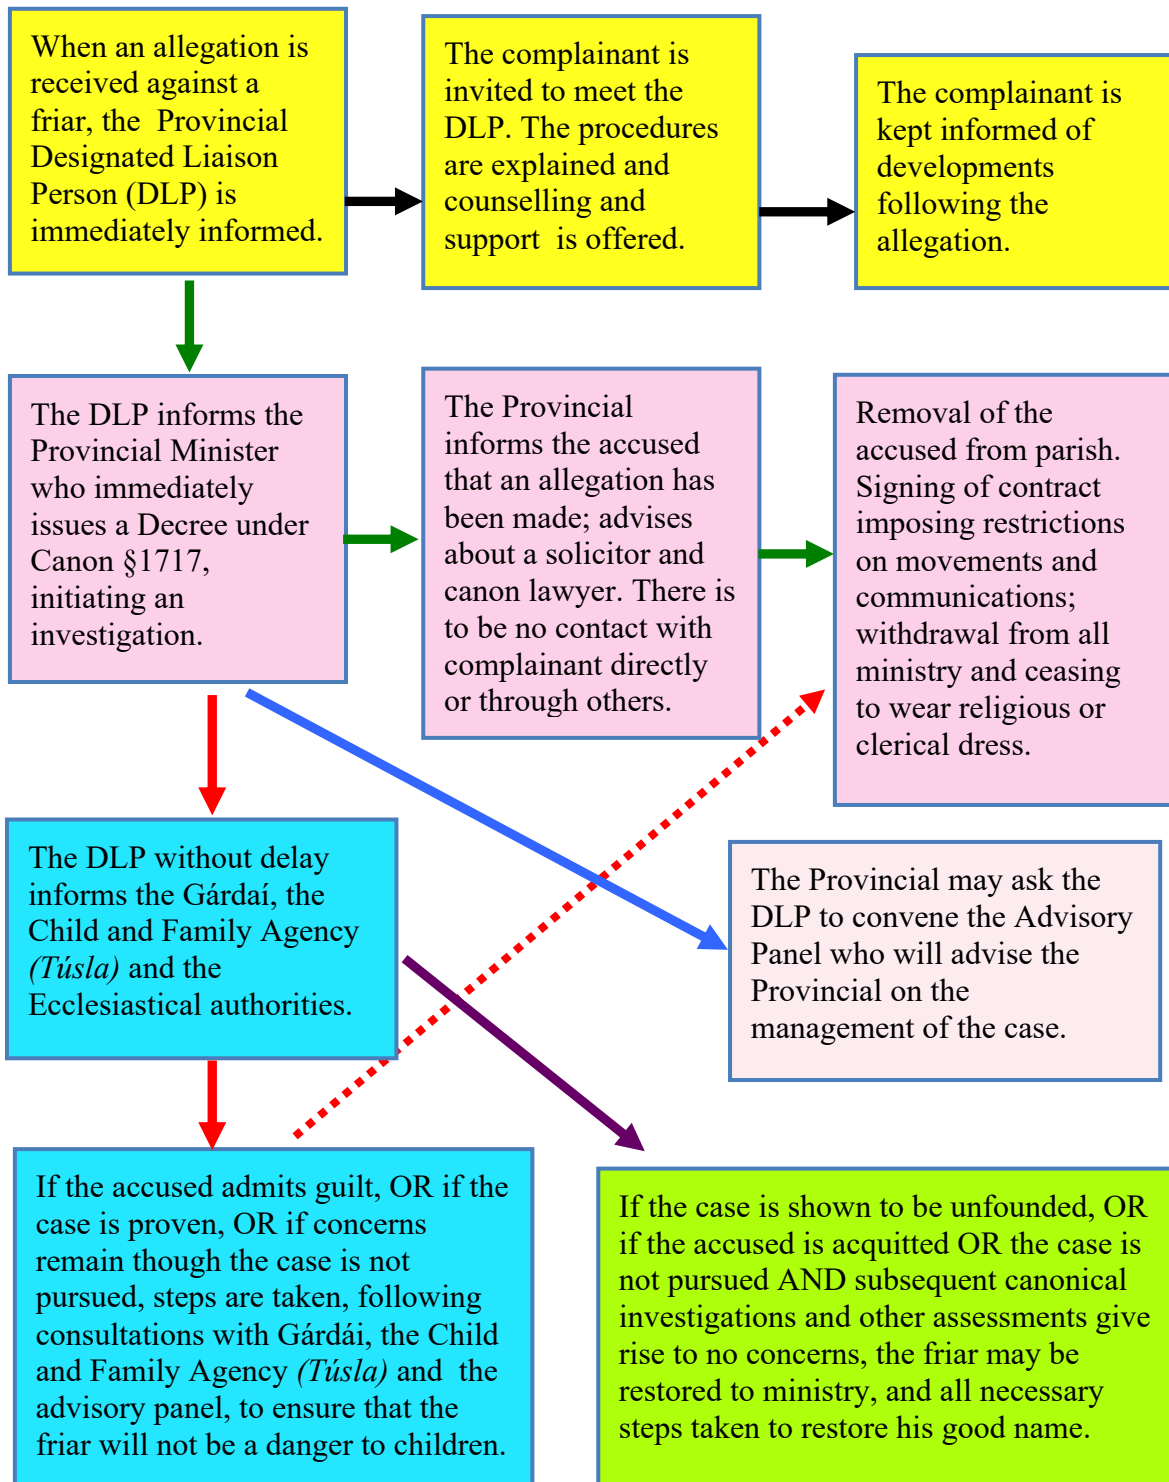 When an allegation is
received against a
friar, the Provincial
Designated Liaison
Person (DLP) is
immediately informed.
The complainant is
invited to meet the
DLP. The procedures
are explained and
counselling and
support is offered.
The complainant is
kept informed of
developments
following the
allegation.
The DLP informs the
Provincial Minister
who immediately
issues a Decree under
Canon §1717,
initiating an
investigation.
The Provincial
informs the accused
that an allegation has
been made; advises
about a solicitor and
canon lawyer. There is
to be no contact with
complainant directly
or through others.
Removal of the
accused from parish.
Signing of contract
imposing restrictions
on movements and
communications;
withdrawal from all
ministry and ceasing
to wear religious or
clerical dress.
The DLP without delay
informs the Gárdaí, the
Child and Family Agency
(Túsla) and the
Ecclesiastical authorities.
The Provincial may ask the
DLP to convene the Advisory
Panel who will advise the
Provincial on the
management of the case.
If the accused admits guilt, OR if the
case is proven, OR if concerns
remain though the case is not
pursued, steps are taken, following
consultations with Gárdái, the Child
and Family Agency (Túsla) and the
advisory panel, to ensure that the
friar will not be a danger to children.
If the case is shown to be unfounded, OR
if the accused is acquitted OR the case is
not pursued AND subsequent canonical
investigations and other assessments give
rise to no concerns, the friar may be
restored to ministry, and all necessary
steps taken to restore his good name.